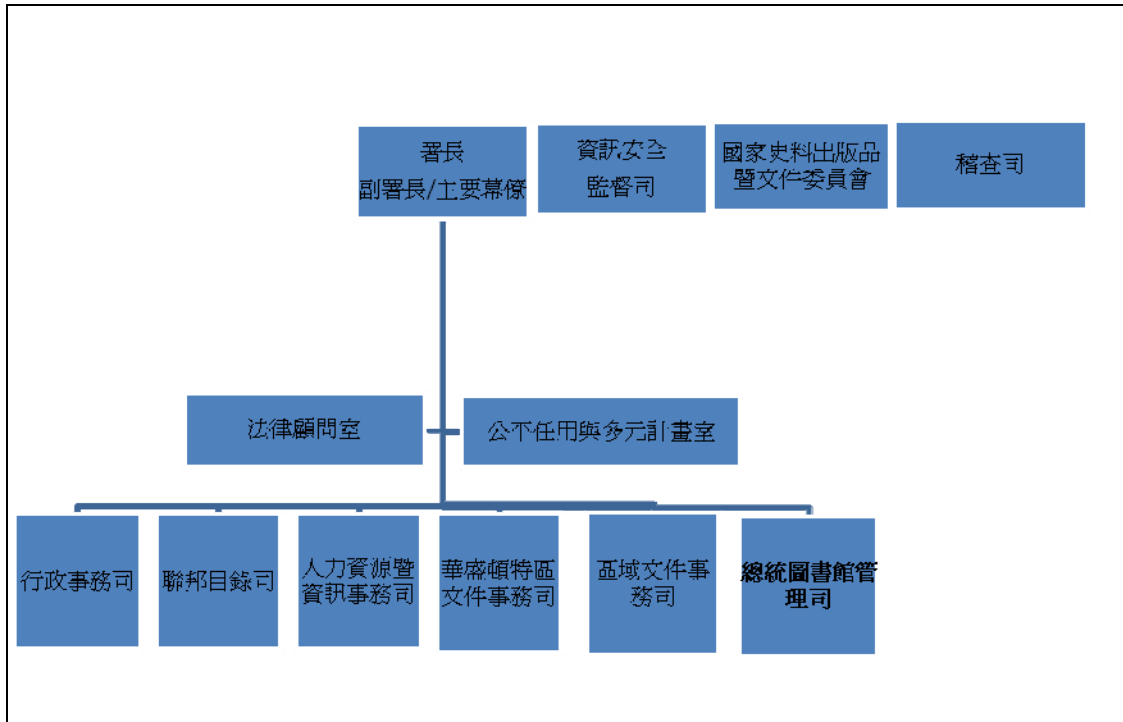 署長
副署長/主要幕僚
資訊安全
監督司
國家史料出版品
暨文件委員會
稽查司
法律顧問室
公平任用與多元計畫室
行政事務司
聯邦目錄司
人力資源暨
資訊事務司
華盛頓特區
文件事務司
區域文件事
務司
總統圖書館管
理司